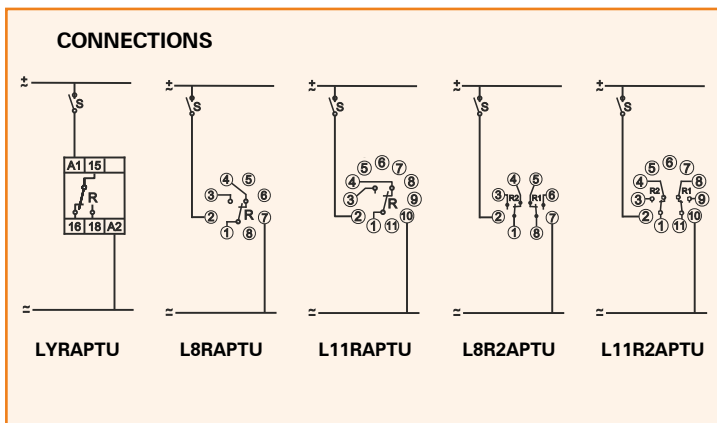 CONNECTIONS
± ~
S
A1 15
R
16 18 A2
≂
LYRAPTU
± ~
S
4 5
3 6
R
2 7
1 8
≂
L8RAPTU
± ~
S
5 6 7
4 8
3 9
R
2 10
1 11
≂
L11RAPTU
± ~
S
4 5
3 R2 R1 6
2 7
1 8
≂
L8R2APTU
± ~
S
5 6 7
4 8
3 R2 R1 9
2 10
1 11
≂
L11R2APTU